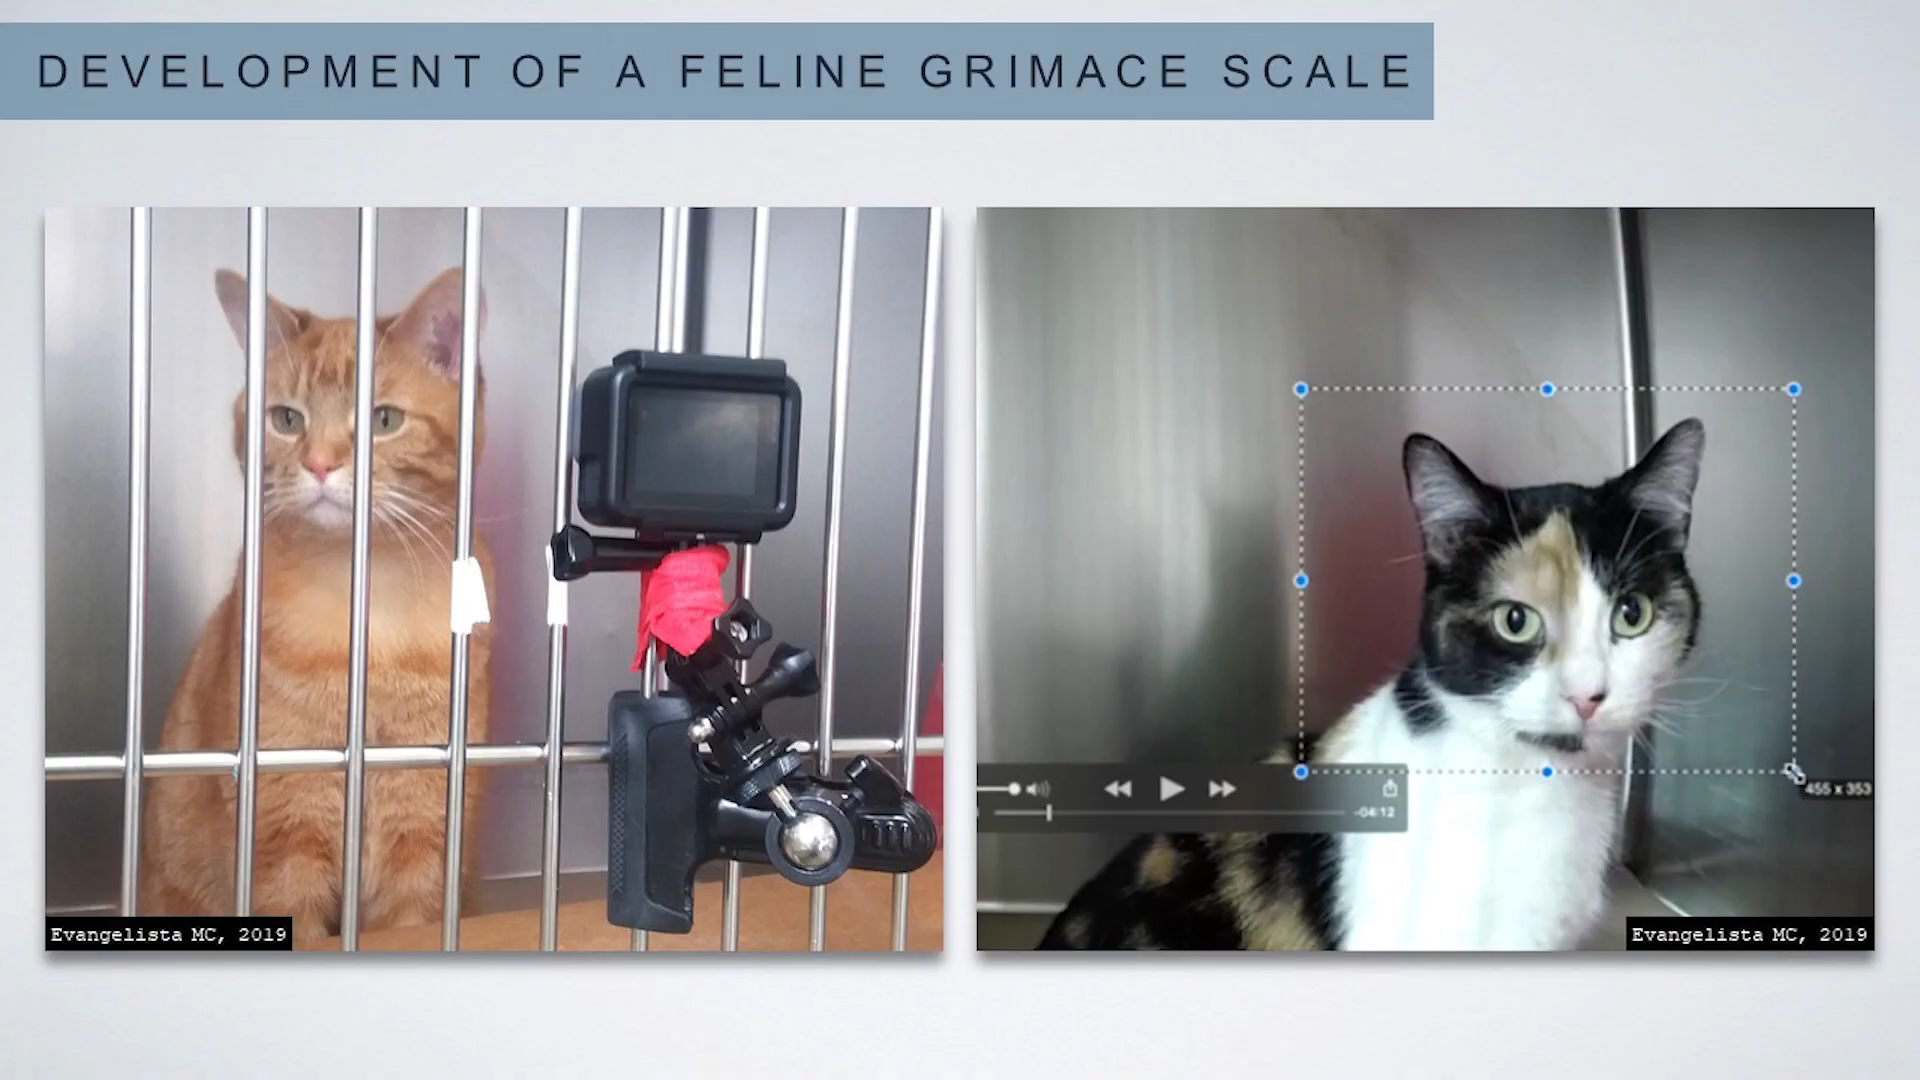 DEVELOPMENT OF A FELINE GRIMACE SCALE
-04:12
455 x 353
Evangelista MC, 2019
Evangelista MC, 2019